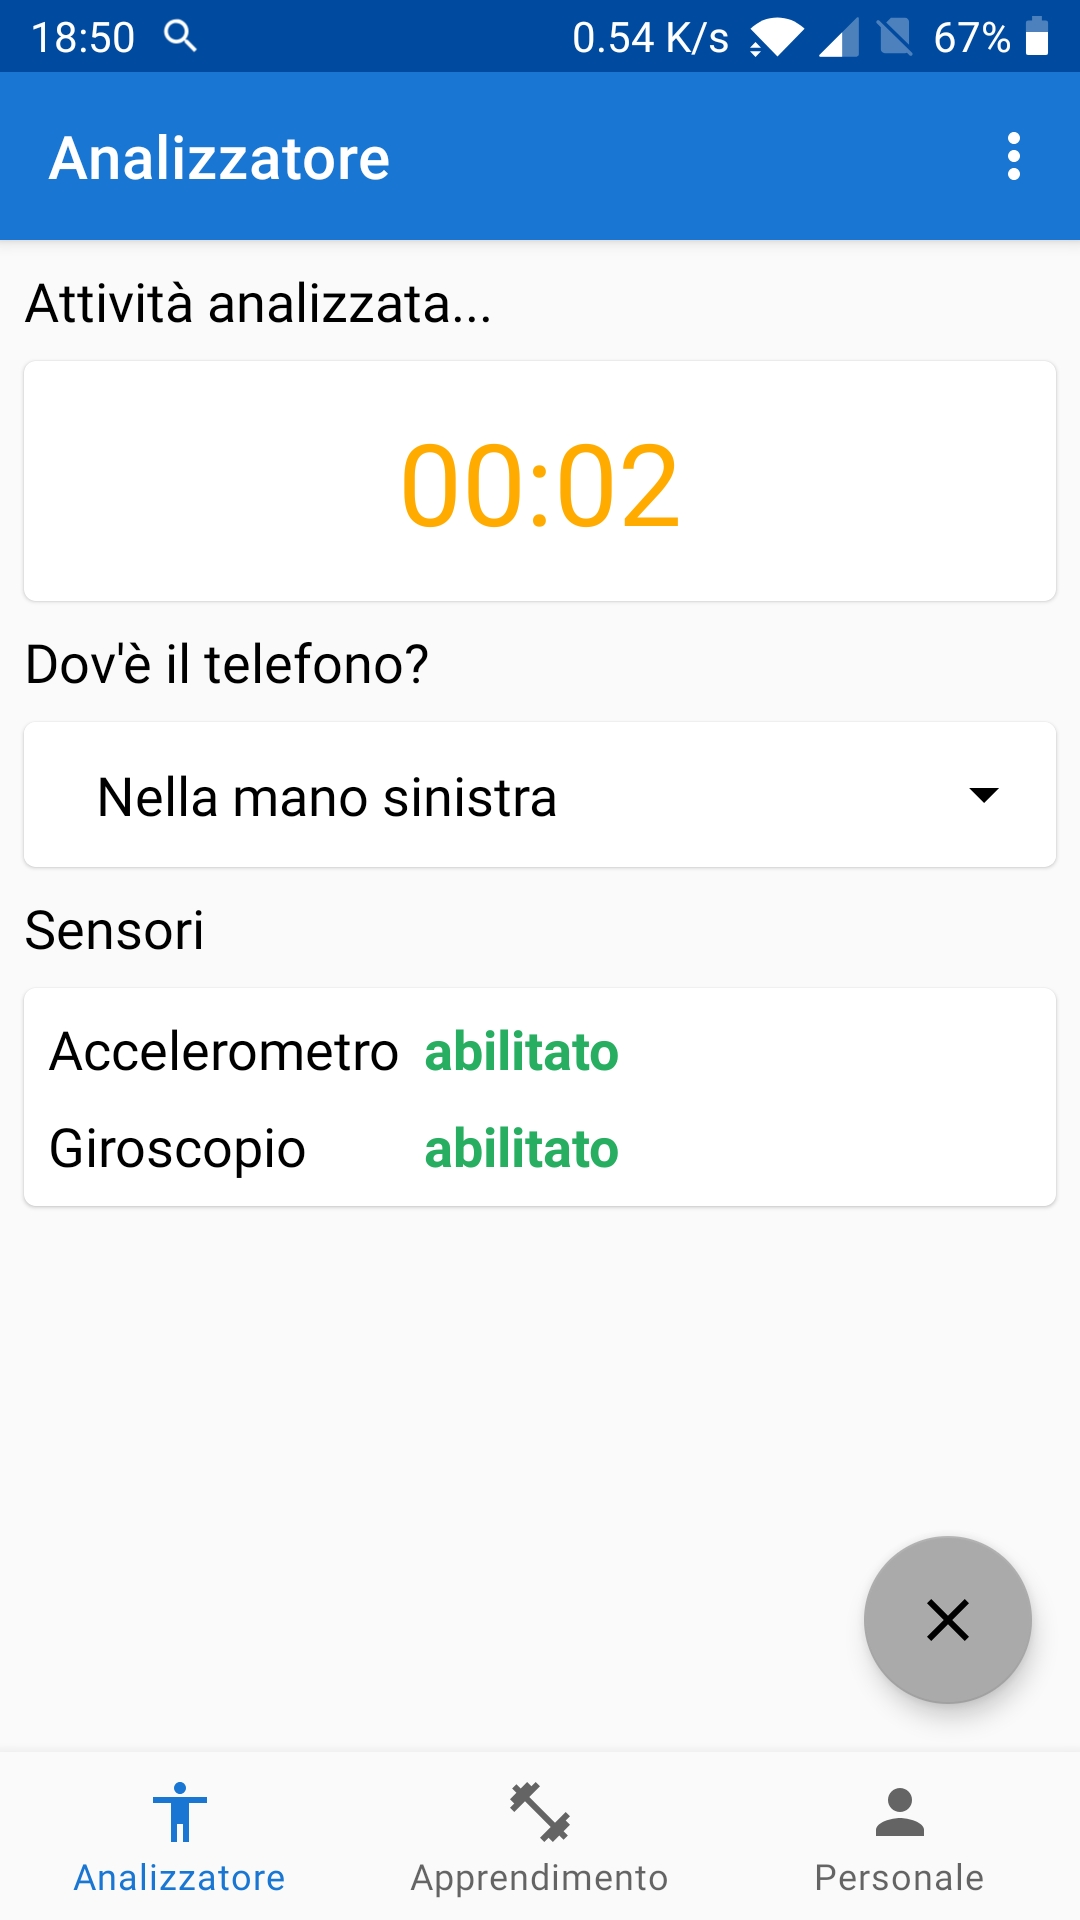 18:50 0.54 K/s 67%
Analizzatore
Attività analizzata...
00:02
Dov'è il telefono?
Nella mano sinistra
Sensori
Accelerometro abilitato
Giroscopio abilitato
Analizzatore Apprendimento Personale